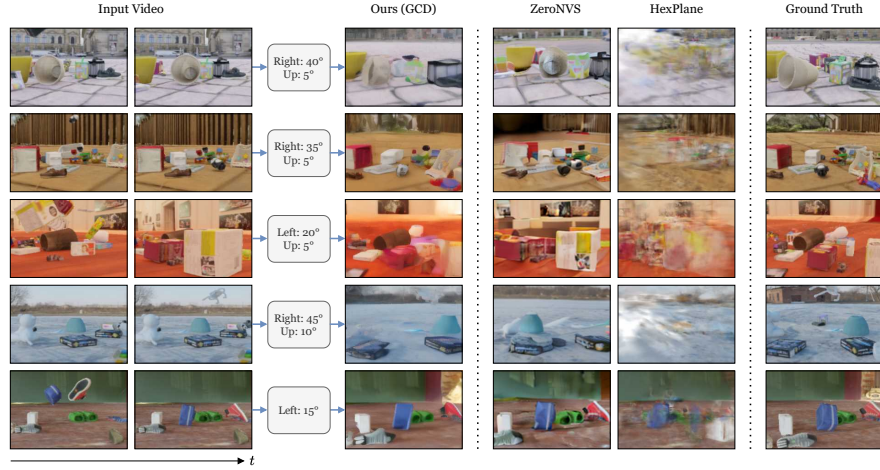 Input Video
Ours (GCD)
ZeroNVS
HexPlane
Ground Truth
Right: 40°
Up: 5°
Right: 35°
Up: 5°
Left: 20°
Up: 5°
Right: 45°
Up: 10°
Left: 15°
t